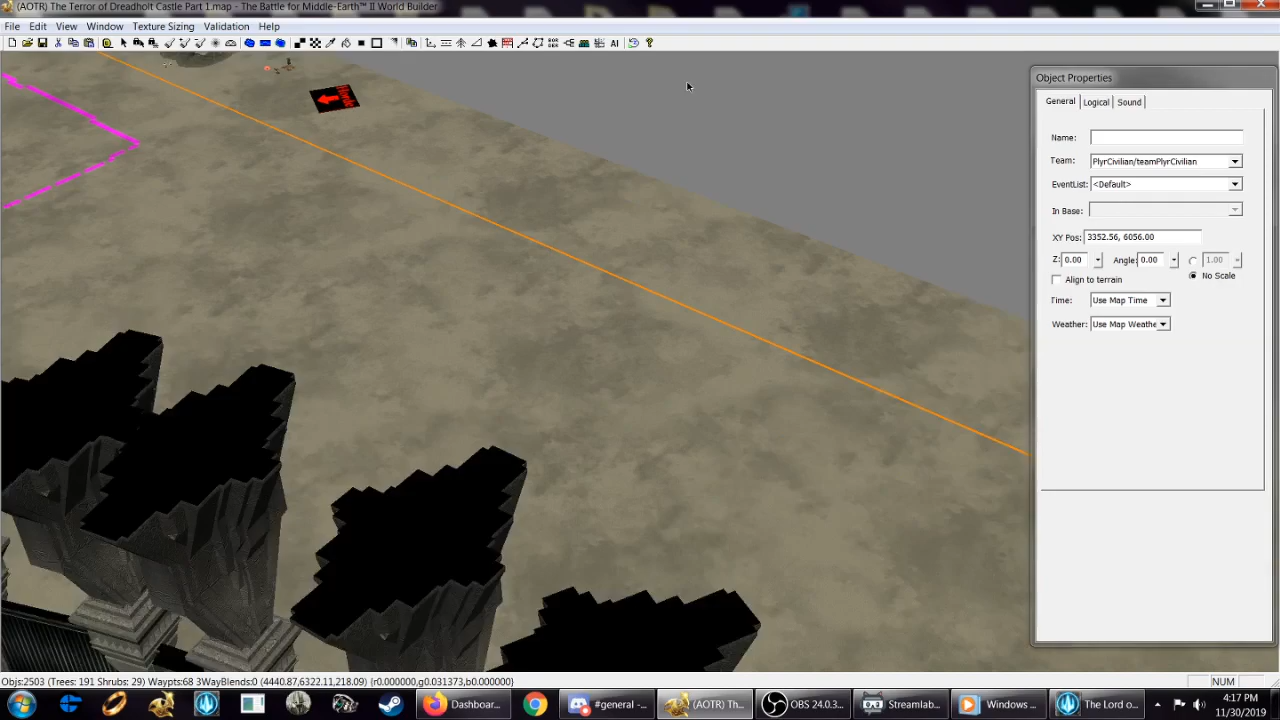 (AOTR) The Terror of Dreadholt Castle Part 1.map - The Battle for Middle-Earth™ II World Builder
File Edit View Window Texture Sizing Validation Help
AI
Object Properties
General Logical Sound
Name:
Team: PlyrCivilian/teamPlyrCivilian
EventList: <Default>
In Base:
XY Pos: 3352.56, 6056.00
Z: 0.00 Angle: 0.00 1.00
No Scale
Align to terrain
Time: Use Map Time
Weather: Use Map Weathe
Objs:2503 (Trees: 191 Shrubs: 29) Waypts:68 3WayBlends:0 (4440.87,6322.11,218.09) {r0.000000,g0.031373,b0.000000}
NUM
Dashboar... #general -... (AOTR) Th... OBS 24.0.3... Streamlab... Windows ... The Lord o...
4:17 PM
11/30/2019